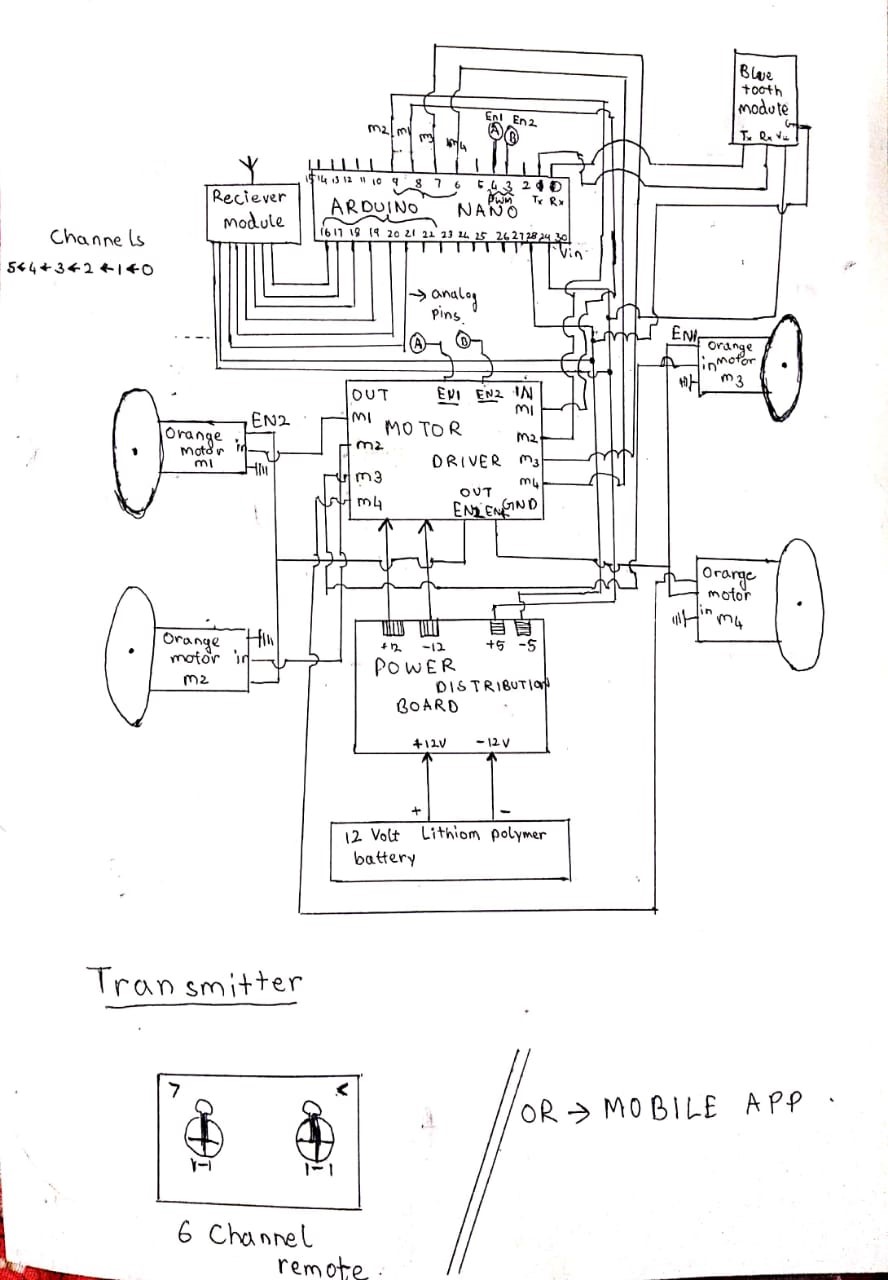 Blue
tooth
module
G
Tx Rx Vcc
En1 En2
A B
m2 m1 m3 m4
15 14 13 12 11 10 9 8 7 6 5 4 3 2
PWM
Tx Rx
ARDUINO NANO
16 17 18 19 20 21 22 23 24 25 26 27 28 29 30
Vin
Reciever
module
Channels
5←4←3←2←1←0
→ analog
pins
A B
EN1
Orange
in motor
m3
OUT EN1 EN2 IN
m1 m1
MOTOR
m2 m2
DRIVER m3
m3
m4 m4
OUT
GND
EN2
Orange
motor in
m1
Orange
motor
in m4
Orange
motor in
m2
+12 -12 +5 -5
POWER
DISTRIBUTION
BOARD
+12V -12V
+ -
12 Volt Lithiom polymer
battery
Transmitter
OR → MOBILE APP.
6 Channel
remote.